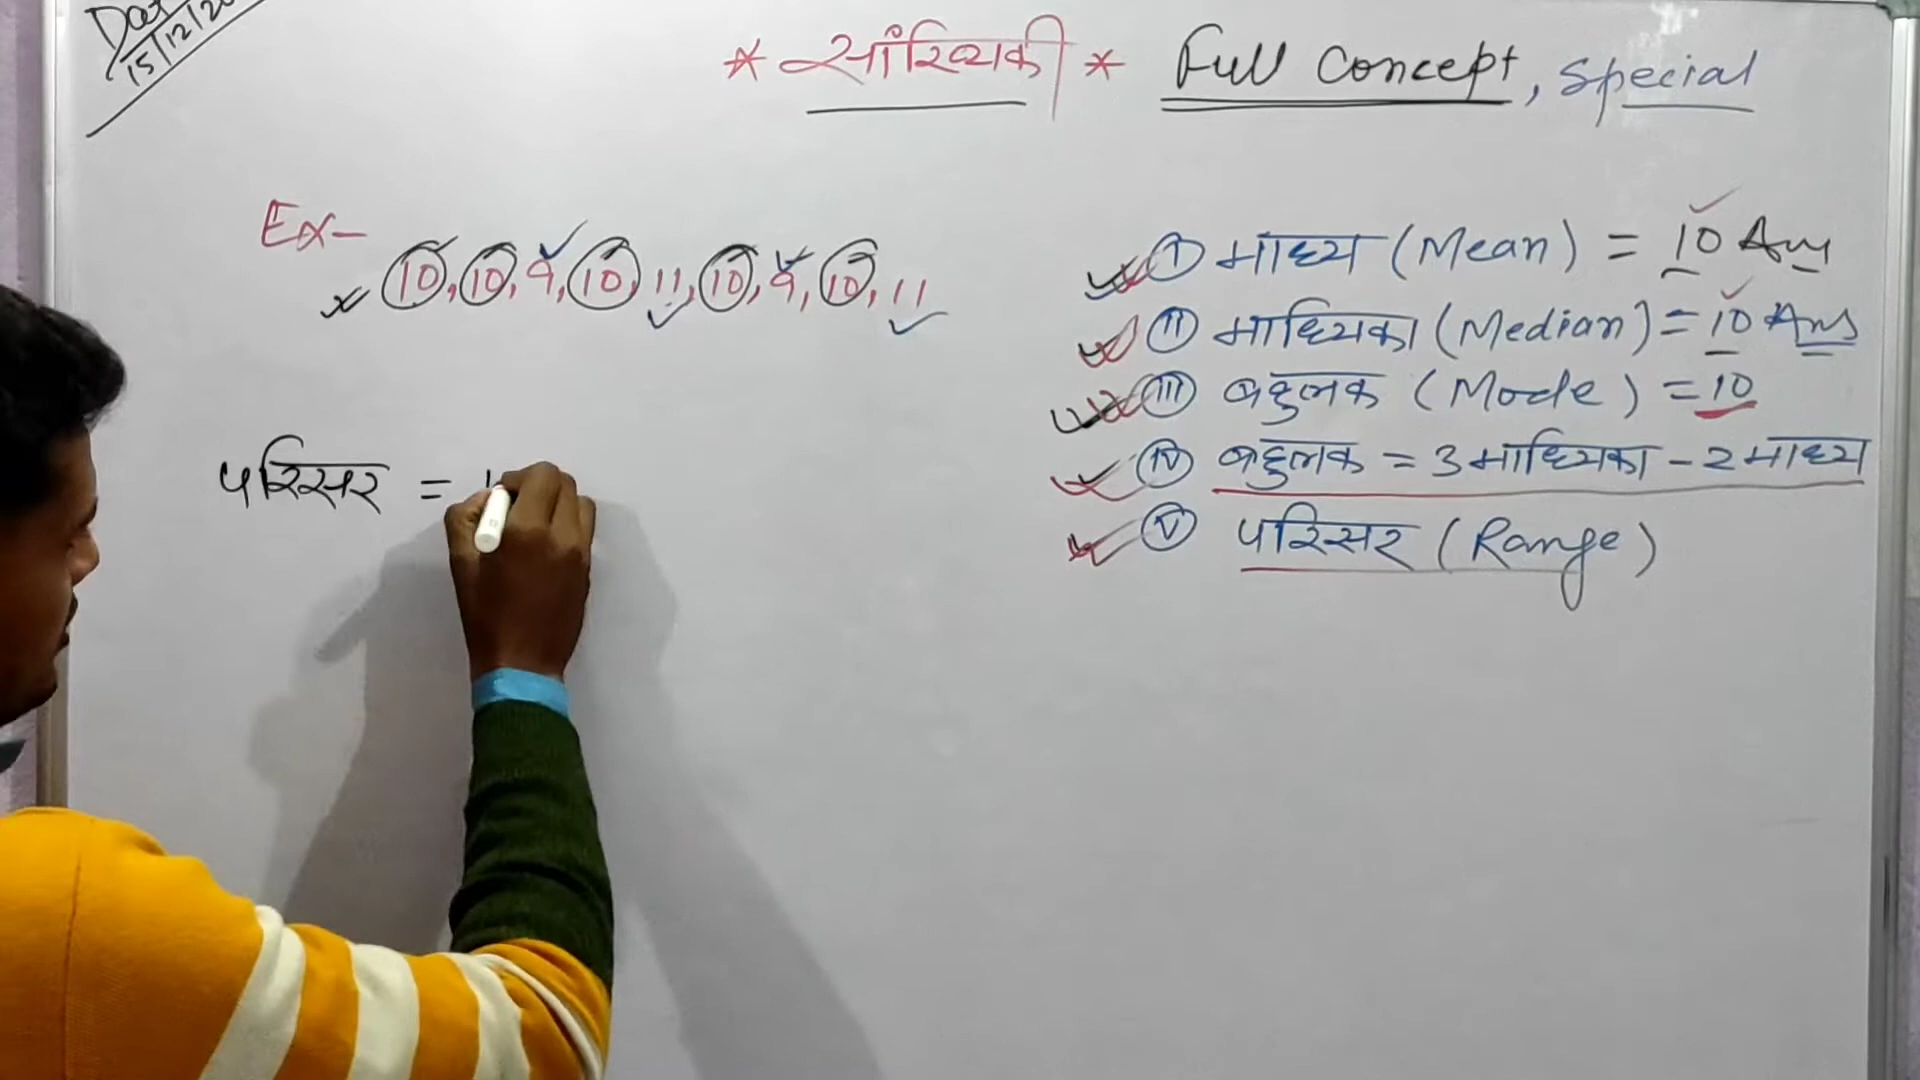 15/12/20
* सांख्यिकी * Full Concept, Special
Ex- 10, 10, 9, 10, 11, 10, 9, 10, 11
(I) माध्य (Mean) = 10 Ans
(II) माध्यिका (Median) = 10 Ans
(III) बहुलक (Mode) = 10
(IV) बहुलक = 3 माध्यिका - 2 माध्य
(V) परिसर (Range)
परिसर =